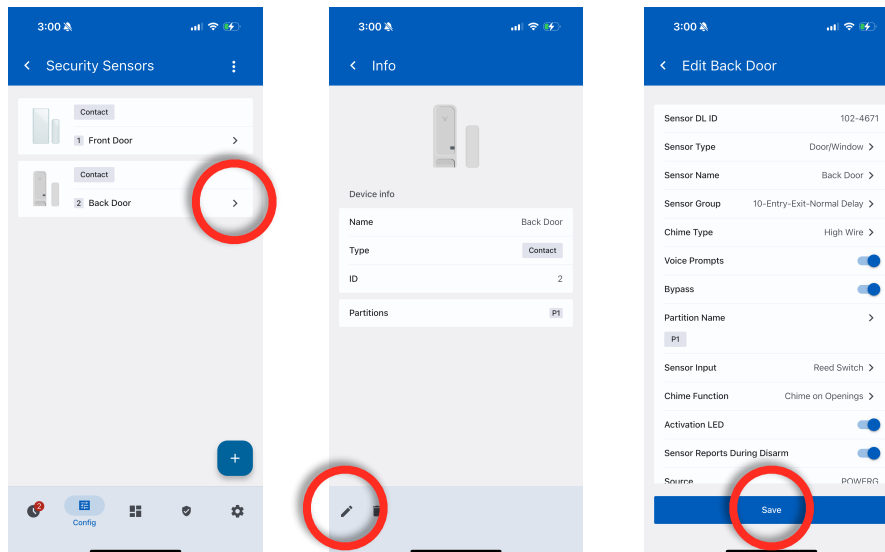 3:00
Security Sensors
Contact
1 Front Door
Contact
2 Back Door
2
Config
3:00
Info
Device info
Name Back Door
Type Contact
ID 2
Partitions P1
3:00
Edit Back Door
Sensor DL ID 102-4671
Sensor Type Door/Window
Sensor Name Back Door
Sensor Group 10-Entry-Exit-Normal Delay
Chime Type High Wire
Voice Prompts
Bypass
Partition Name
P1
Sensor Input Reed Switch
Chime Function Chime on Openings
Activation LED
Sensor Reports During Disarm
Source POWERG
Save